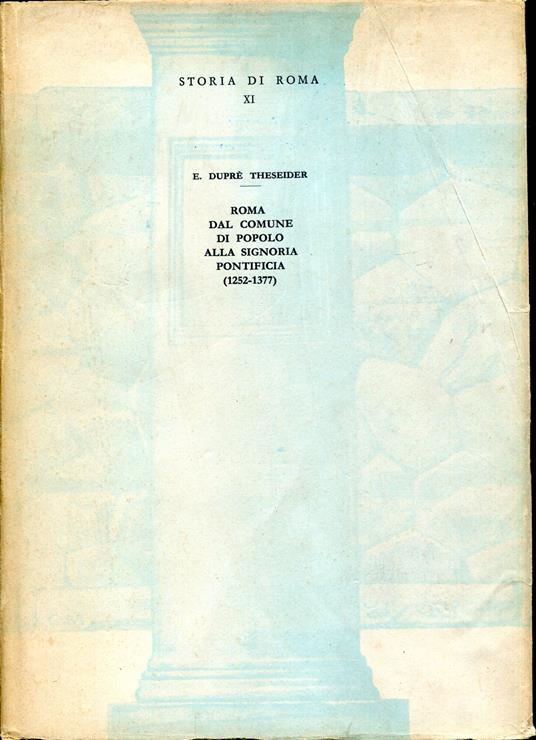 STORIA DI ROMA
XI
E. DUPRÈ THESEIDER
ROMA
DAL COMUNE
DI POPOLO
ALLA SIGNORIA
PONTIFICIA
(1252-1377)